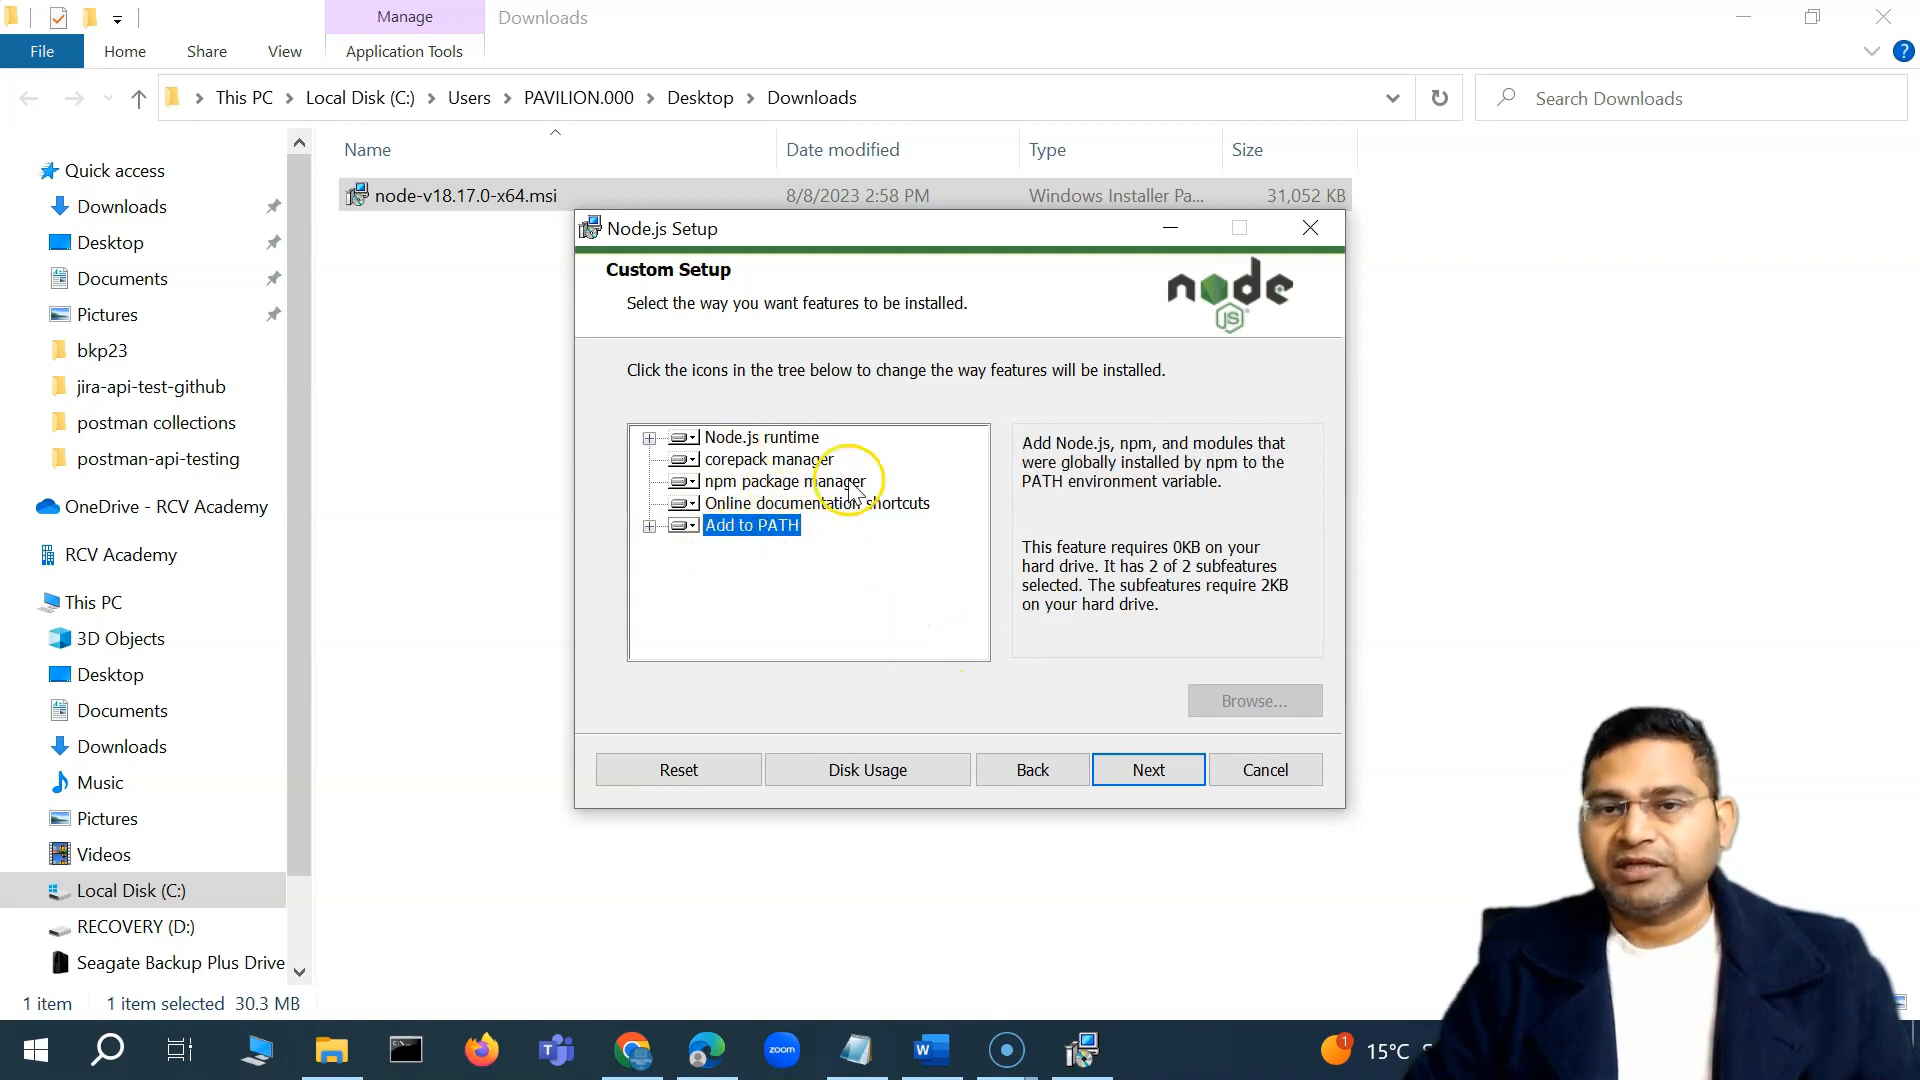 Manage
Downloads
File
Home
Share
View
Application Tools
This PC
Local Disk (C:)
Users
PAVILION.000
Desktop
Downloads
Search Downloads
Name
Date modified
Type
Size
node-v18.17.0-x64.msi
8/8/2023 2:58 PM
Windows Installer Pa...
31,052 KB
Quick access
Downloads
Desktop
Documents
Pictures
bkp23
jira-api-test-github
postman collections
postman-api-testing
OneDrive - RCV Academy
RCV Academy
This PC
3D Objects
Desktop
Documents
Downloads
Music
Pictures
Videos
Local Disk (C:)
RECOVERY (D:)
Seagate Backup Plus Drive
1 item
1 item selected 30.3 MB
Node.js Setup
Custom Setup
Select the way you want features to be installed.
node
JS
Click the icons in the tree below to change the way features will be installed.
Node.js runtime
corepack manager
npm package manager
Online documentation shortcuts
Add to PATH
Add Node.js, npm, and modules that
were globally installed by npm to the
PATH environment variable.
This feature requires 0KB on your
hard drive. It has 2 of 2 subfeatures
selected. The subfeatures require 2KB
on your hard drive.
Browse...
Reset
Disk Usage
Back
Next
Cancel
zoom
1
15°C